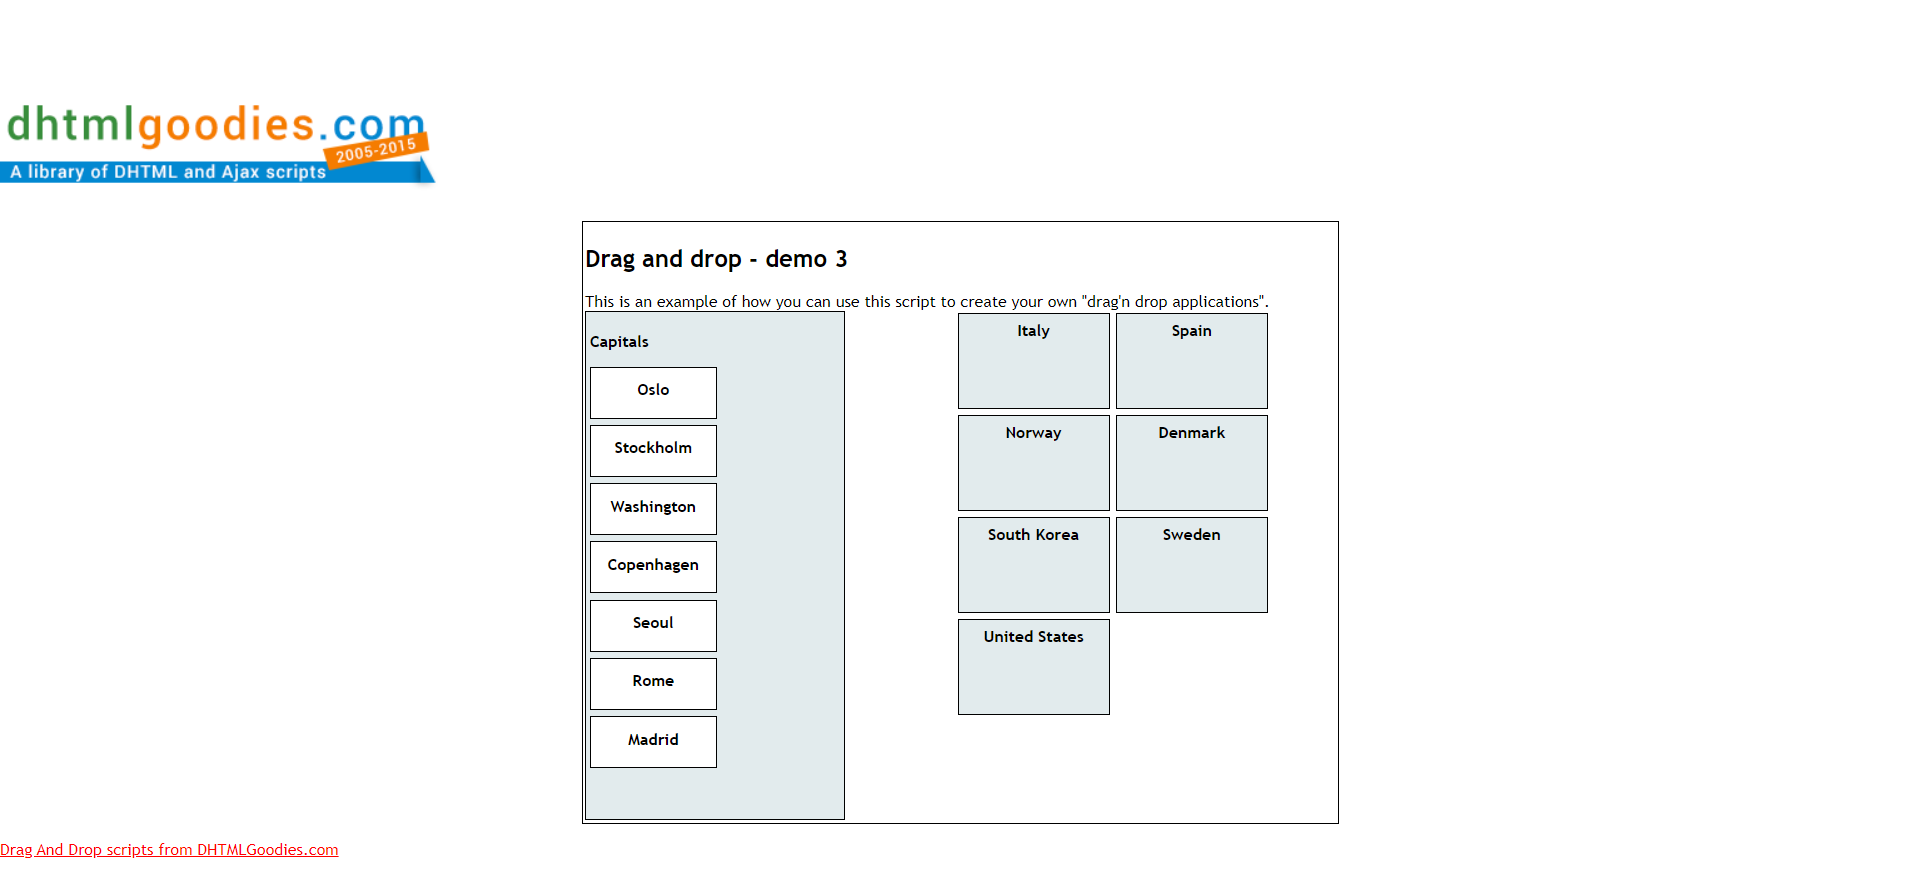 dhtmlgoodies.com
2005-2015
A library of DHTML and Ajax scripts
Drag and drop - demo 3
This is an example of how you can use this script to create your own "drag'n drop applications".
Capitals
Oslo
Stockholm
Washington
Copenhagen
Seoul
Rome
Madrid
Italy
Spain
Norway
Denmark
South Korea
Sweden
United States
Drag And Drop scripts from DHTMLGoodies.com